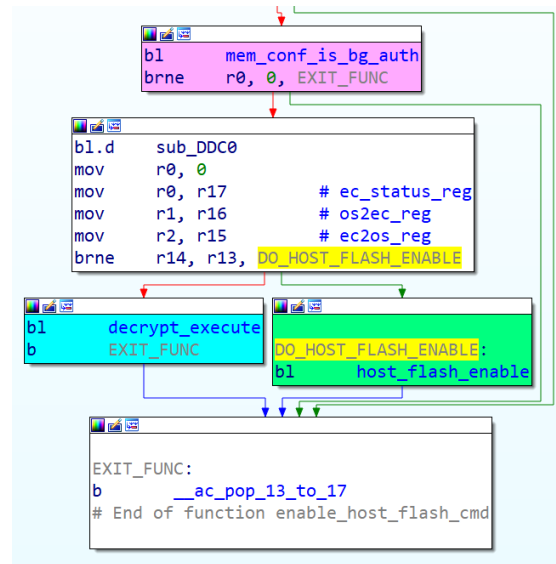 bl mem_conf_is_bg_auth
brne r0, 0, EXIT_FUNC
bl.d sub_DDC0
mov r0, 0
mov r0, r17 # ec_status_reg
mov r1, r16 # os2ec_reg
mov r2, r15 # ec2os_reg
brne r14, r13, DO_HOST_FLASH_ENABLE
bl decrypt_execute
b EXIT_FUNC
DO_HOST_FLASH_ENABLE:
bl host_flash_enable
EXIT_FUNC:
b __ac_pop_13_to_17
# End of function enable_host_flash_cmd